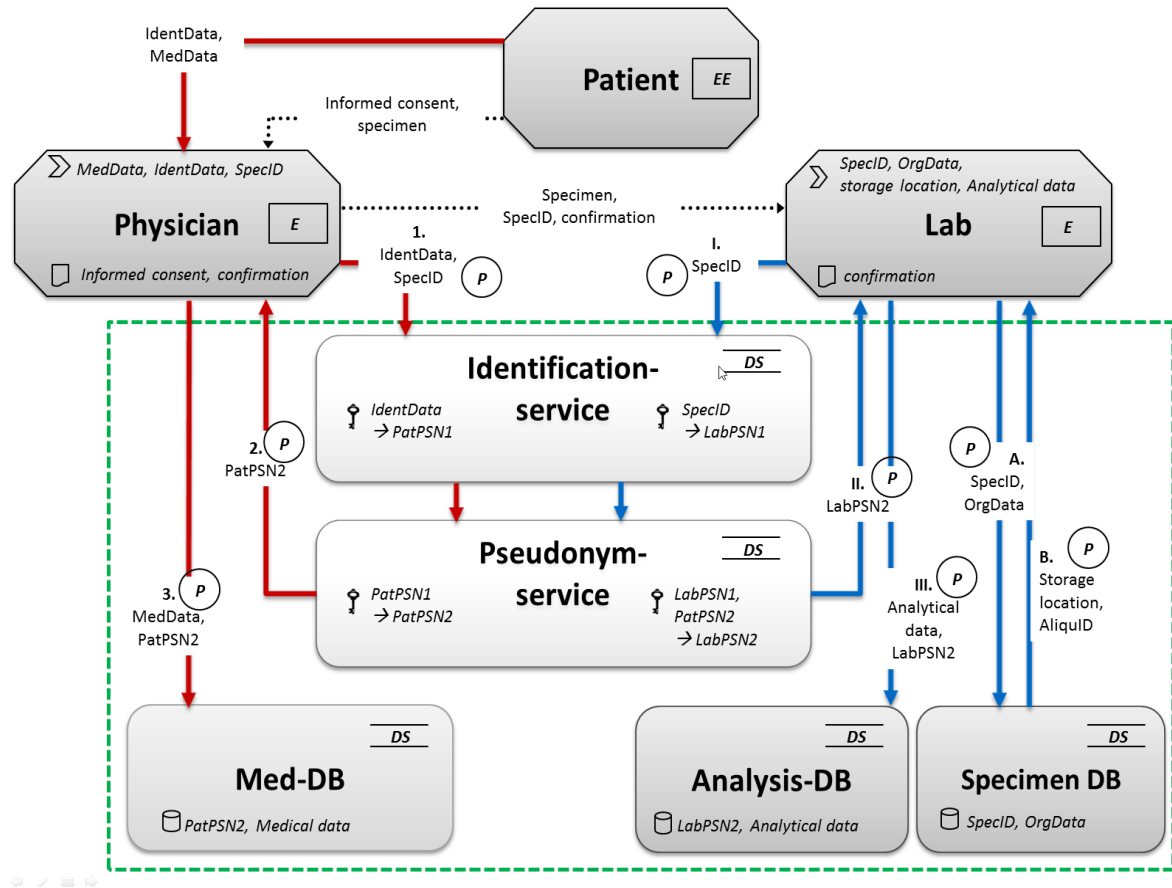 IdentData,
MedData
Patient
EE
Informed consent,
specimen
MedData, IdentData, SpecID
Physician
E
Informed consent, confirmation
Specimen,
SpecID, confirmation
SpecID, OrgData,
storage location, Analytical data
Lab
E
confirmation
1.
IdentData,
SpecID
P
I.
SpecID
P
Identification-
service
DS
IdentData
→ PatPSN1
SpecID
→ LabPSN1
2.
PatPSN2
P
Pseudonym-
service
DS
PatPSN1
→ PatPSN2
LabPSN1,
PatPSN2
→ LabPSN2
II.
LabPSN2
P
A.
SpecID,
OrgData
P
B.
Storage
location,
AliquID
P
3.
MedData,
PatPSN2
P
III.
Analytical
data,
LabPSN2
P
DS
Med-DB
PatPSN2, Medical data
DS
Analysis-DB
LabPSN2, Analytical data
DS
Specimen DB
SpecID, OrgData